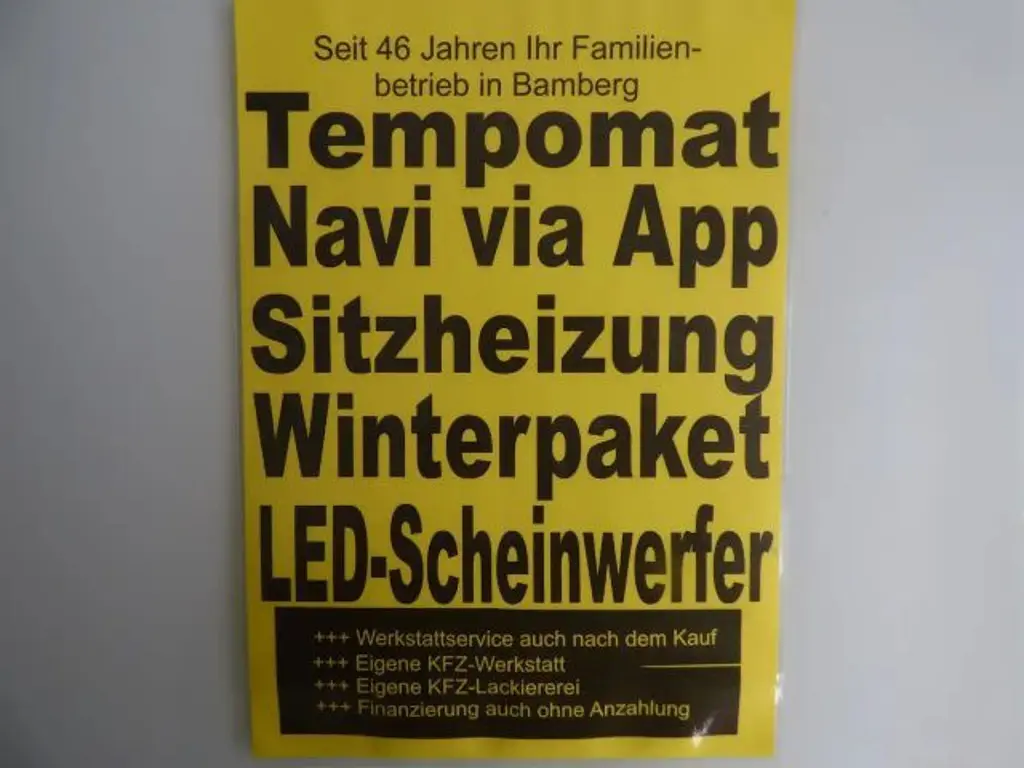 Seit 46 Jahren Ihr Familien-
betrieb in Bamberg
Tempomat
Navi via App
Sitzheizung
Winterpaket
LED-Scheinwerfer
+++ Werkstattservice auch nach dem Kauf
+++ Eigene KFZ-Werkstatt
+++ Eigene KFZ-Lackiererei
+++ Finanzierung auch ohne Anzahlung